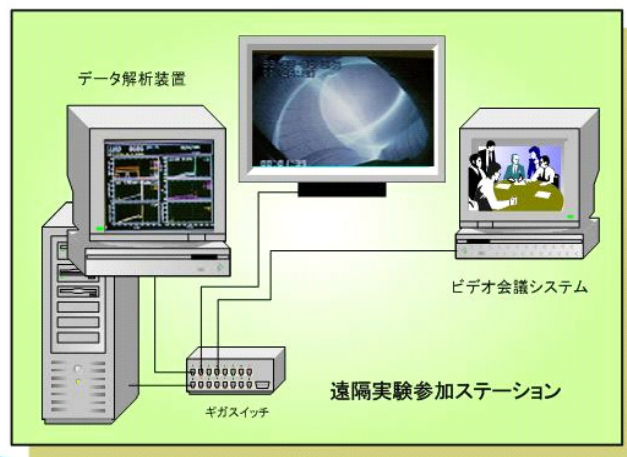 データ解析装置
ビデオ会議システム
ギガスイッチ
遠隔実験参加ステーション